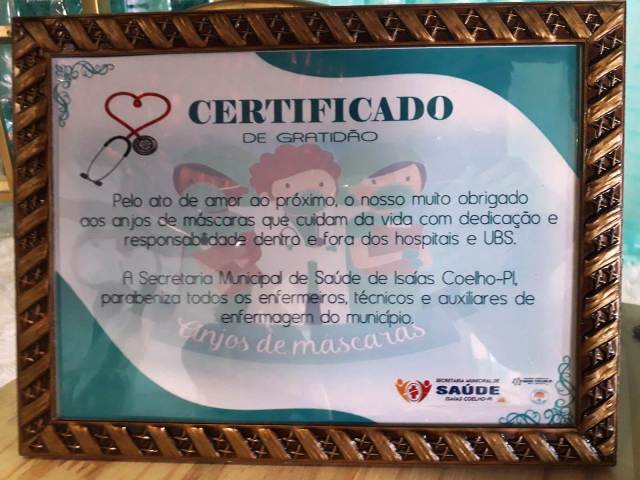 CERTIFICADO
DE GRATIDÃO
Pelo ato de amor ao próximo, o nosso muito obrigado
aos anjos de máscaras que cuidam da vida com dedicação e
responsabilidade dentro e fora dos hospitais e UBS.
A Secretaria Municipal de Saúde de Isaías Coelho-PI,
parabeniza todos os enfermeiros, técnicos e auxiliares de
enfermagem do município.
Anjos de máscaras
SECRETARIA MUNICIPAL DE
SAÚDE
ISAÍAS COELHO-PI